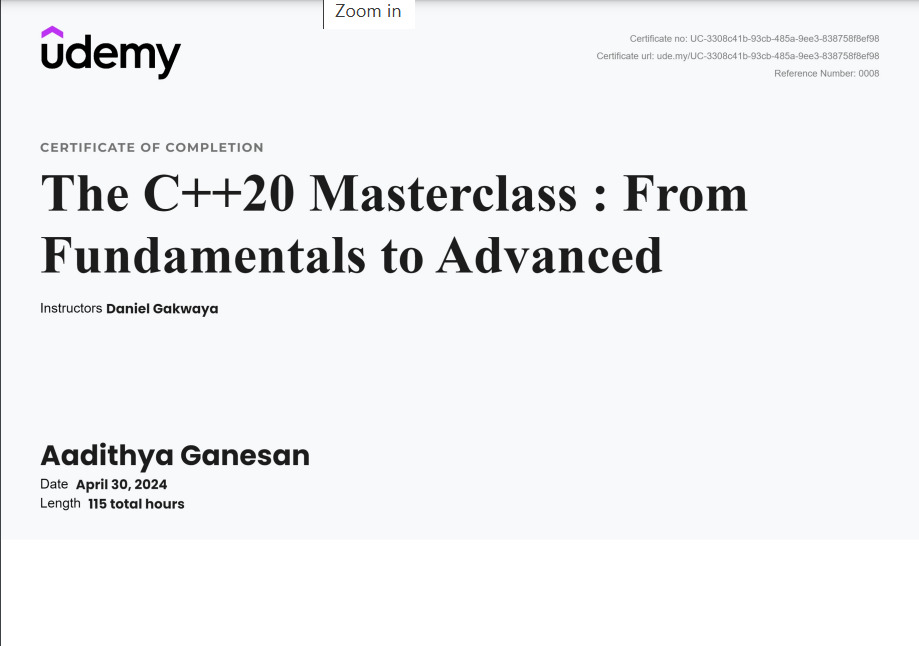 Zoom in
udemy
Certificate no: UC-3308c41b-93cb-485a-9ee3-838758f8ef98
Certificate url: ude.my/UC-3308c41b-93cb-485a-9ee3-838758f8ef98
Reference Number: 0008
CERTIFICATE OF COMPLETION
The C++20 Masterclass : From
Fundamentals to Advanced
Instructors Daniel Gakwaya
Aadithya Ganesan
Date April 30, 2024
Length 115 total hours